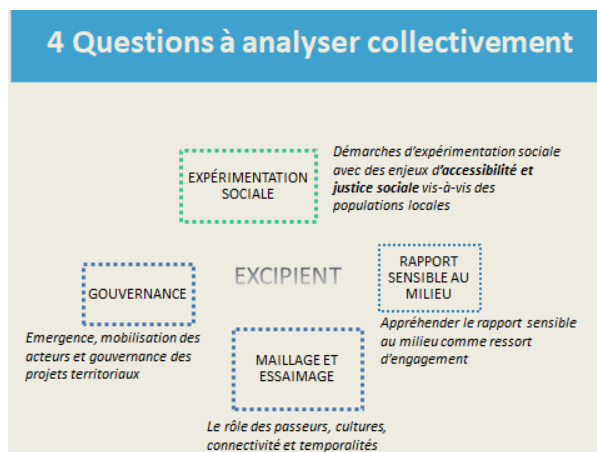 4 Questions à analyser collectivement
EXPÉRIMENTATION
SOCIALE
Démarches d'expérimentation sociale
avec des enjeux d'accessibilité et
justice sociale vis-à-vis des
populations locales
GOUVERNANCE
Emergence, mobilisation des
acteurs et gouvernance des
projets territoriaux
EXCIPIENT
RAPPORT
SENSIBLE AU
MILIEU
Appréhender le rapport sensible
au milieu comme ressort
d'engagement
MAILLAGE ET
ESSAIMAGE
Le rôle des passeurs, cultures,
connectivité et temporalités